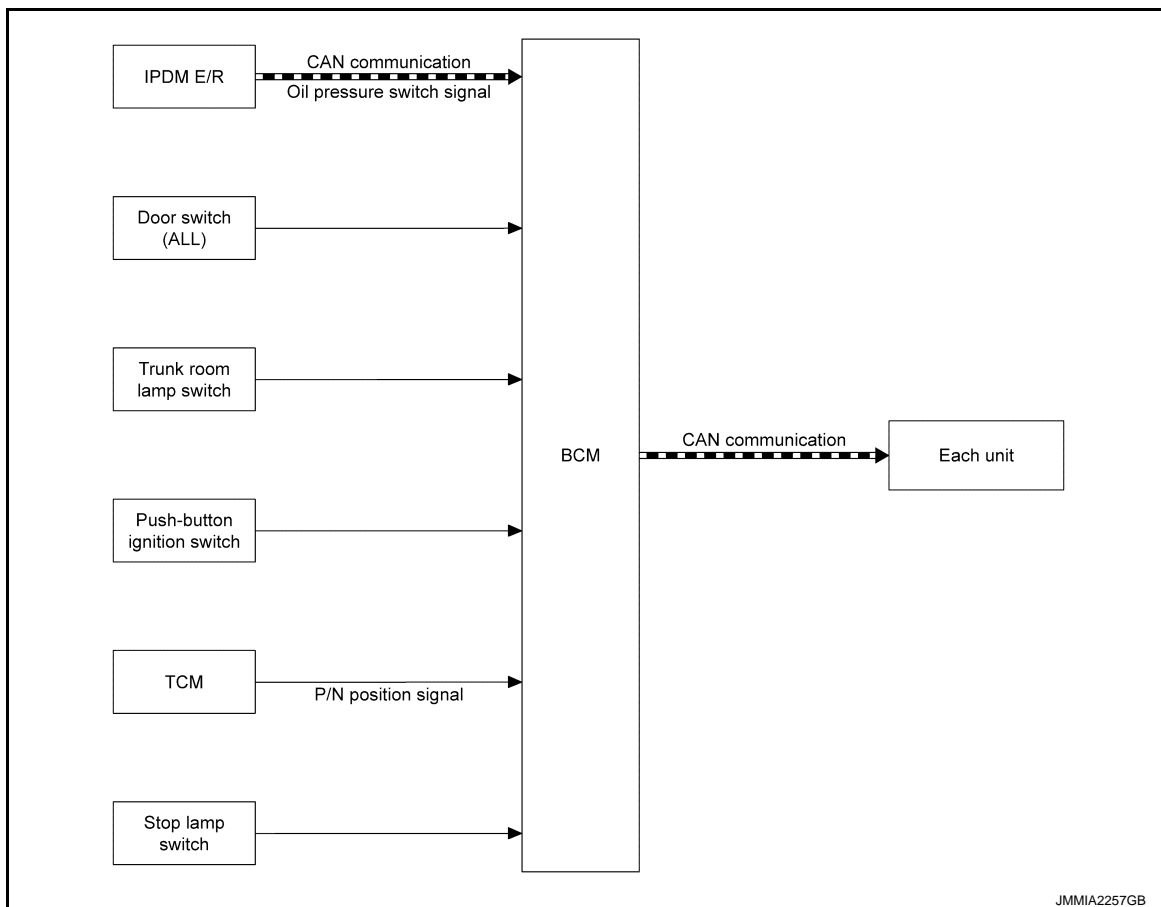 IPDM E/R
CAN communication
Oil pressure switch signal
Door switch
(ALL)
Trunk room
lamp switch
BCM
CAN communication
Each unit
Push-button
ignition switch
TCM
P/N position signal
Stop lamp
switch
JMMIA2257GB